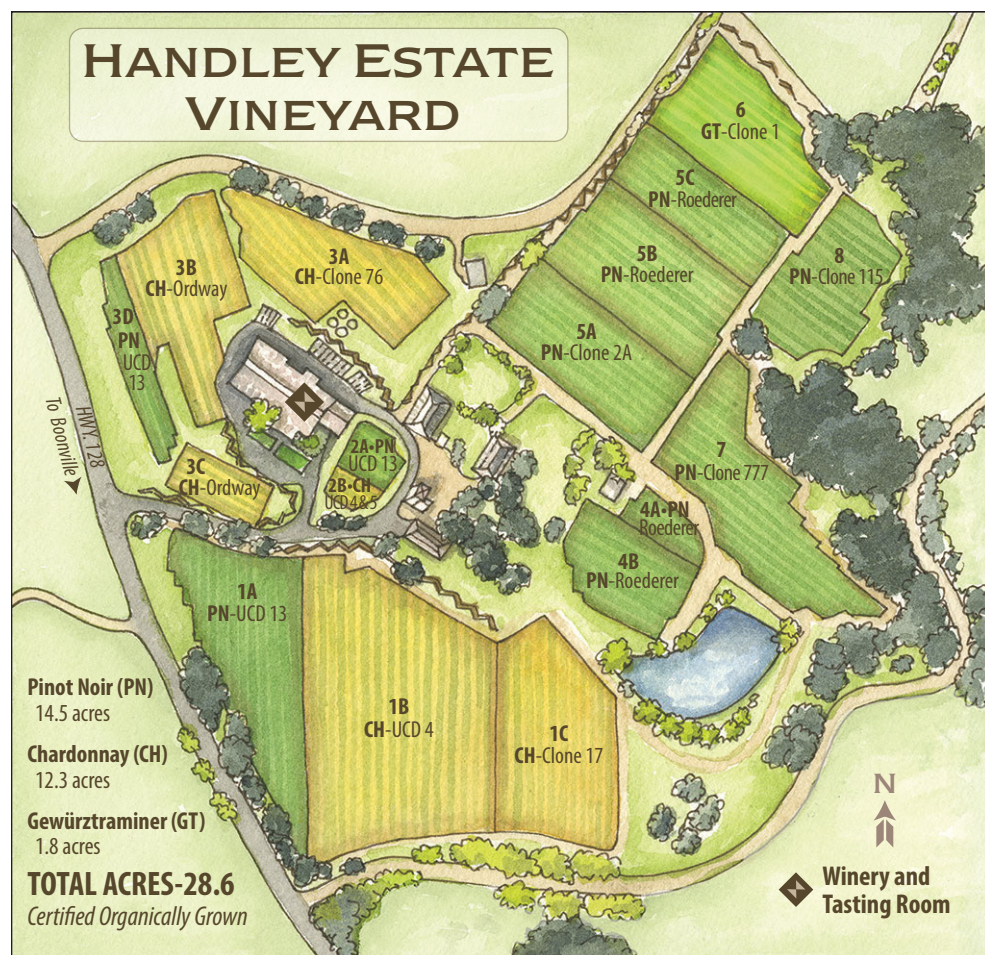 HANDLEY ESTATE
VINEYARD
6
GT-Clone 1
5C
PN-Roederer
5B
PN-Roederer
8
PN-Clone 115
3A
CH-Clone 76
3B
CH-Ordway
3D
PN
UCD
13
5A
PN-Clone 2A
HWY. 128
To Boonville
2A•PN
UCD 13
2B•CH
UCD 4&5
3C
CH-Ordway
7
PN-Clone 777
4A•PN
Roederer
4B
PN-Roederer
1A
PN-UCD 13
1B
CH-UCD 4
1C
CH-Clone 17
Pinot Noir (PN)
14.5 acres
Chardonnay (CH)
12.3 acres
Gewürztraminer (GT)
1.8 acres
TOTAL ACRES-28.6
Certified Organically Grown
N
Winery and
Tasting Room